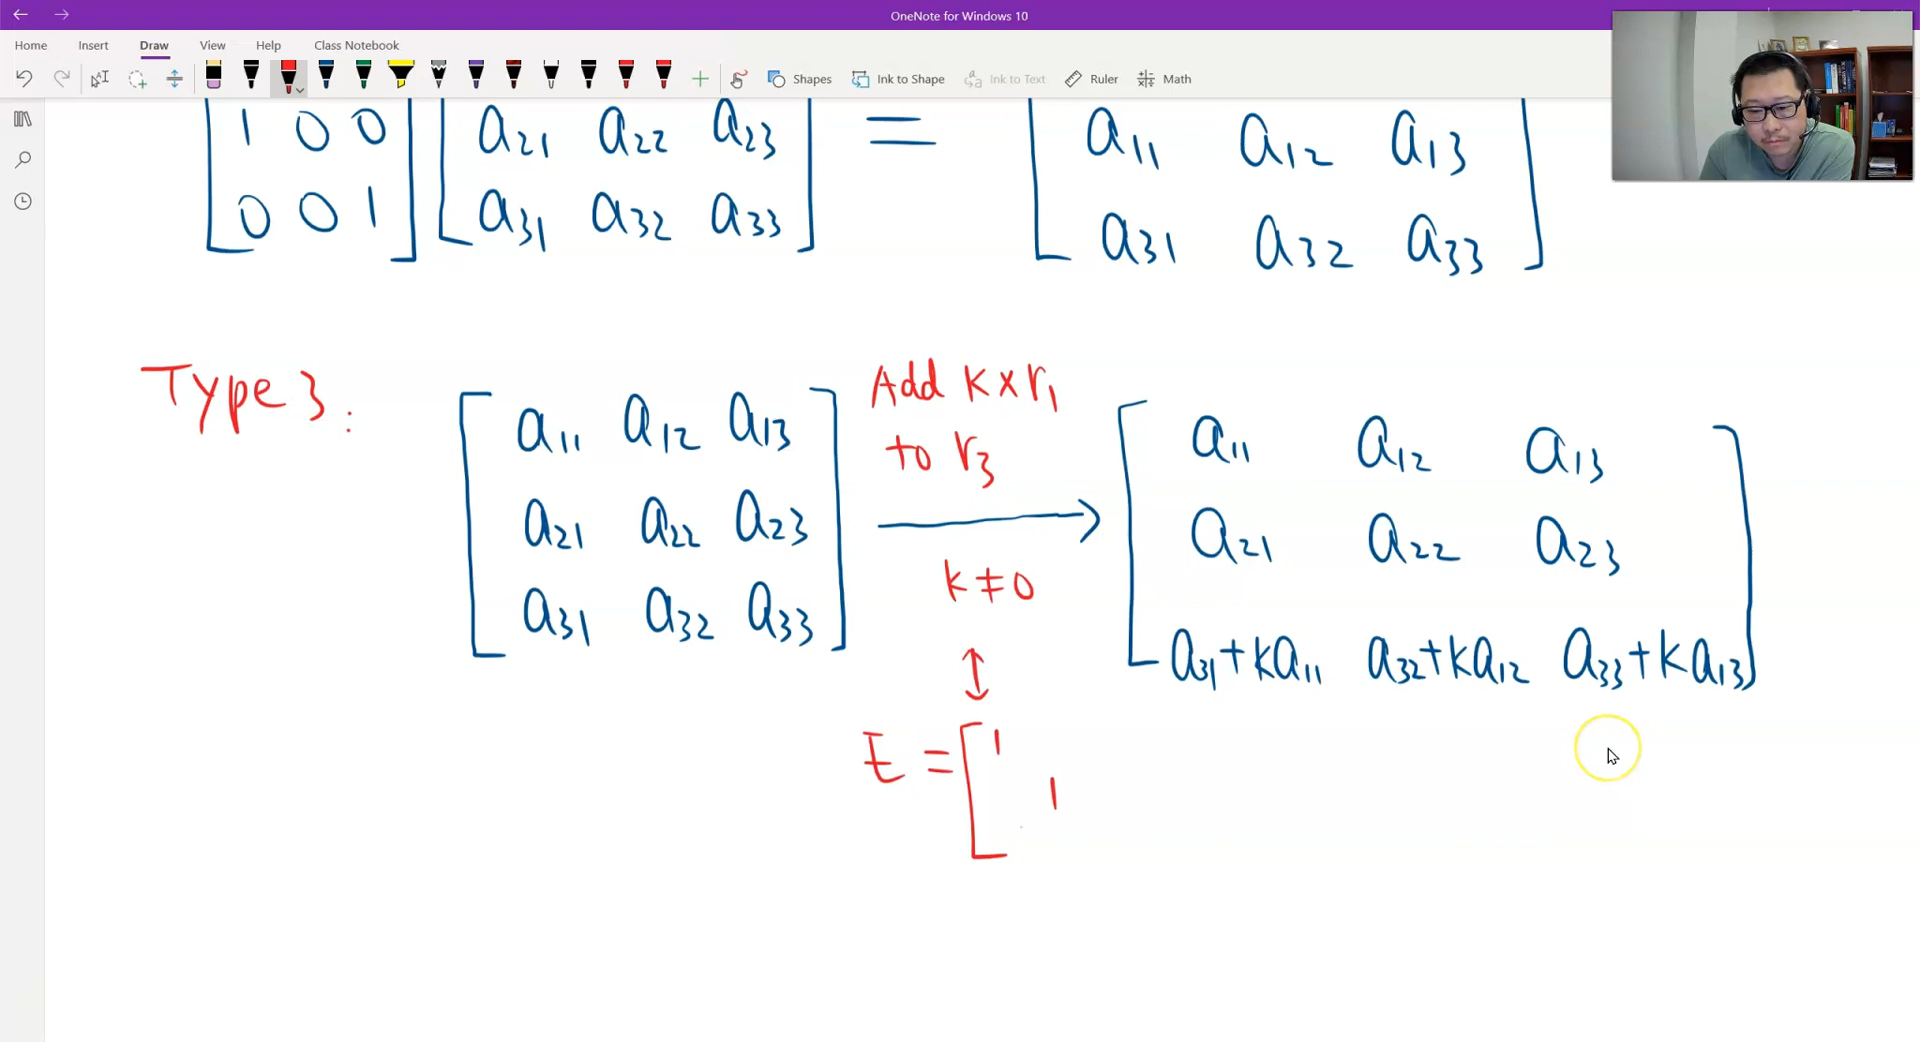 OneNote for Windows 10
Home Insert Draw View Help Class Notebook
Shapes Ink to Shape Ink to Text Ruler Math
1 0 0 a21 a22 a23 = a11 a12 a13
0 0 1 a31 a32 a33 a31 a32 a33
Type 3:
a11 a12 a13
a21 a22 a23
a31 a32 a33
Add k×r1
to r3
k≠0
a11 a12 a13
a21 a22 a23
a31+ka11 a32+ka12 a33+ka13
E = [1
1